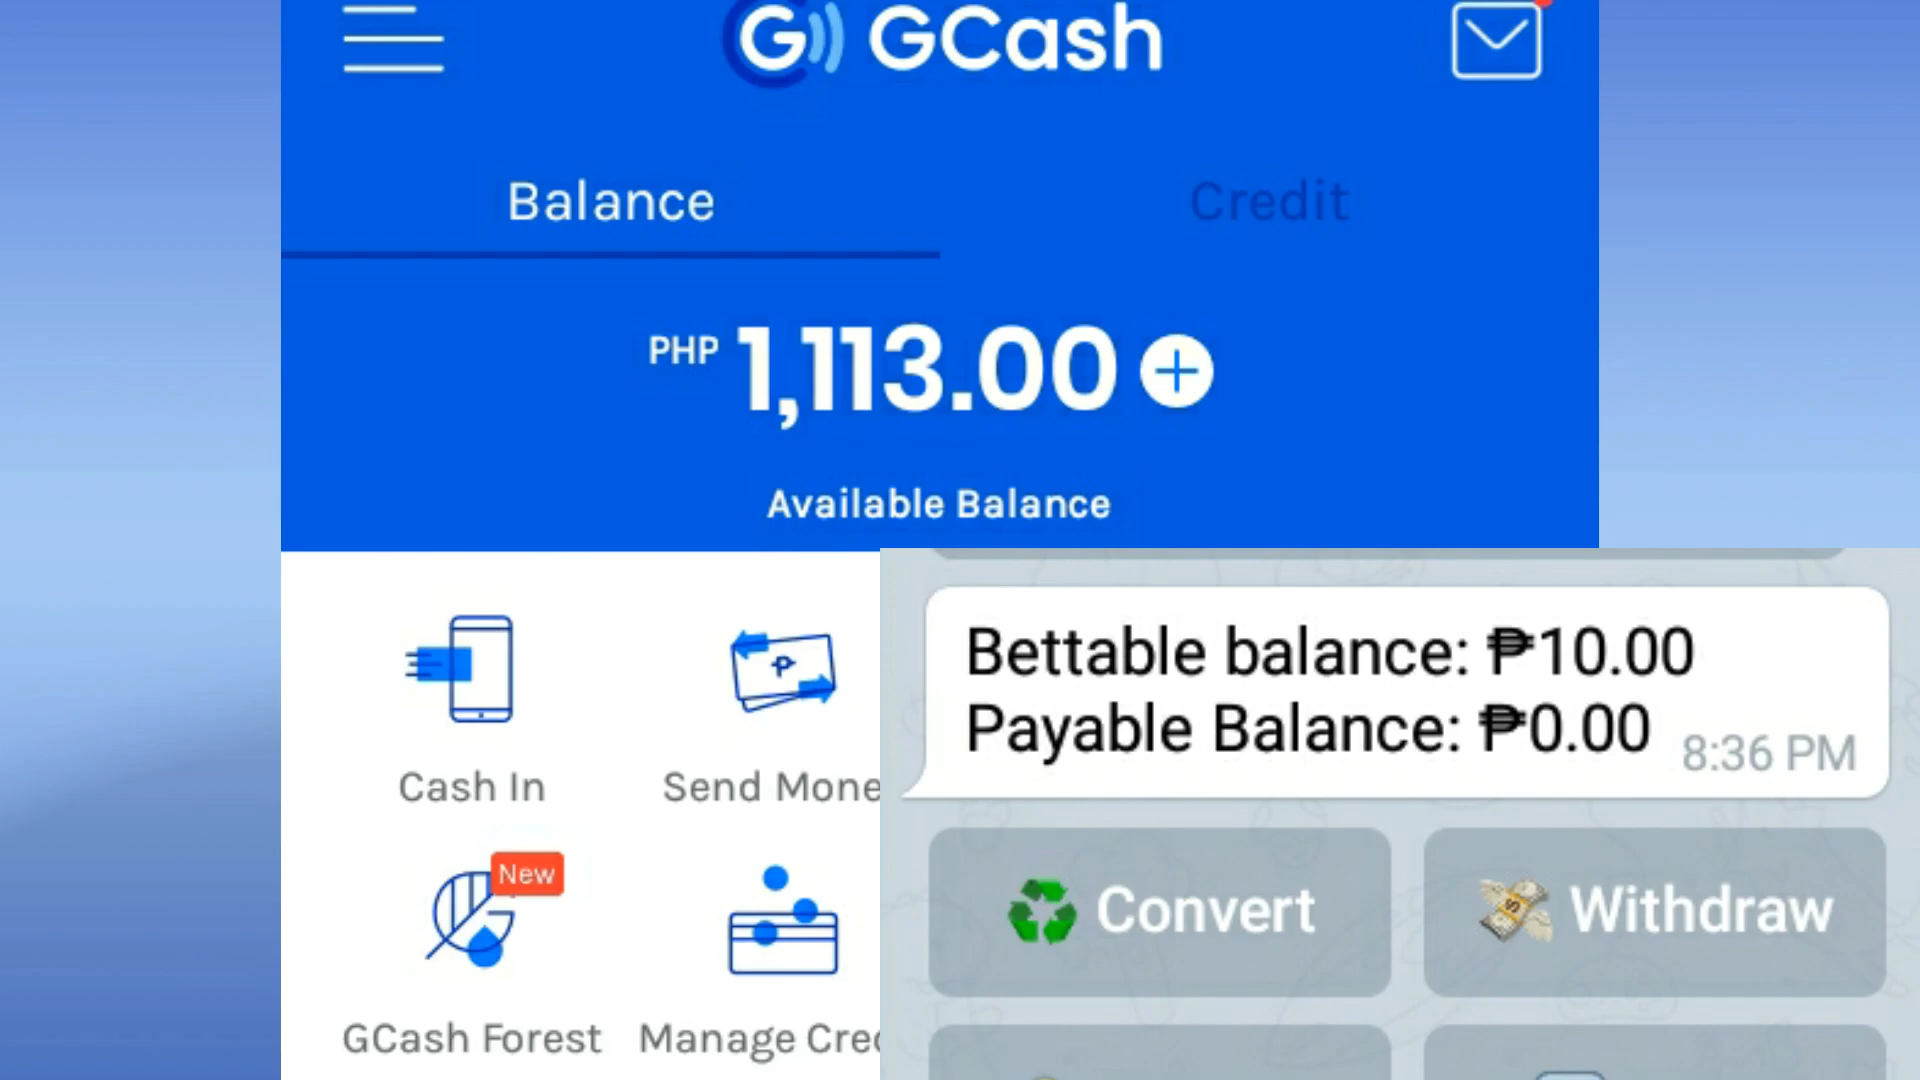 GCash
Balance
Credit
PHP 1,113.00
Available Balance
Cash In
Send Mone
New
GCash Forest
Manage Cre
Bettable balance: ₱10.00
Payable Balance: ₱0.00
8:36 PM
Convert
Withdraw